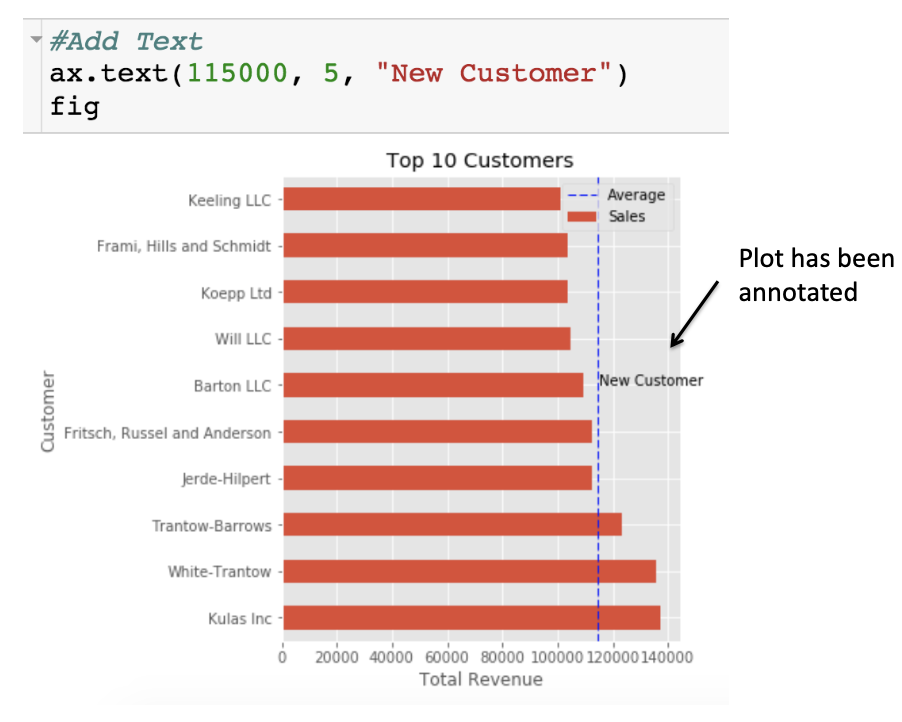 #Add Text
ax.text(115000, 5, "New Customer")
fig
Top 10 Customers
Average
Sales
Keeling LLC
Frami, Hills and Schmidt
Koepp Ltd
Will LLC
Barton LLC
Fritsch, Russel and Anderson
Jerde-Hilpert
Trantow-Barrows
White-Trantow
Kulas Inc
Customer
New Customer
Plot has been
annotated
0 20000 40000 60000 80000 100000 120000 140000
Total Revenue